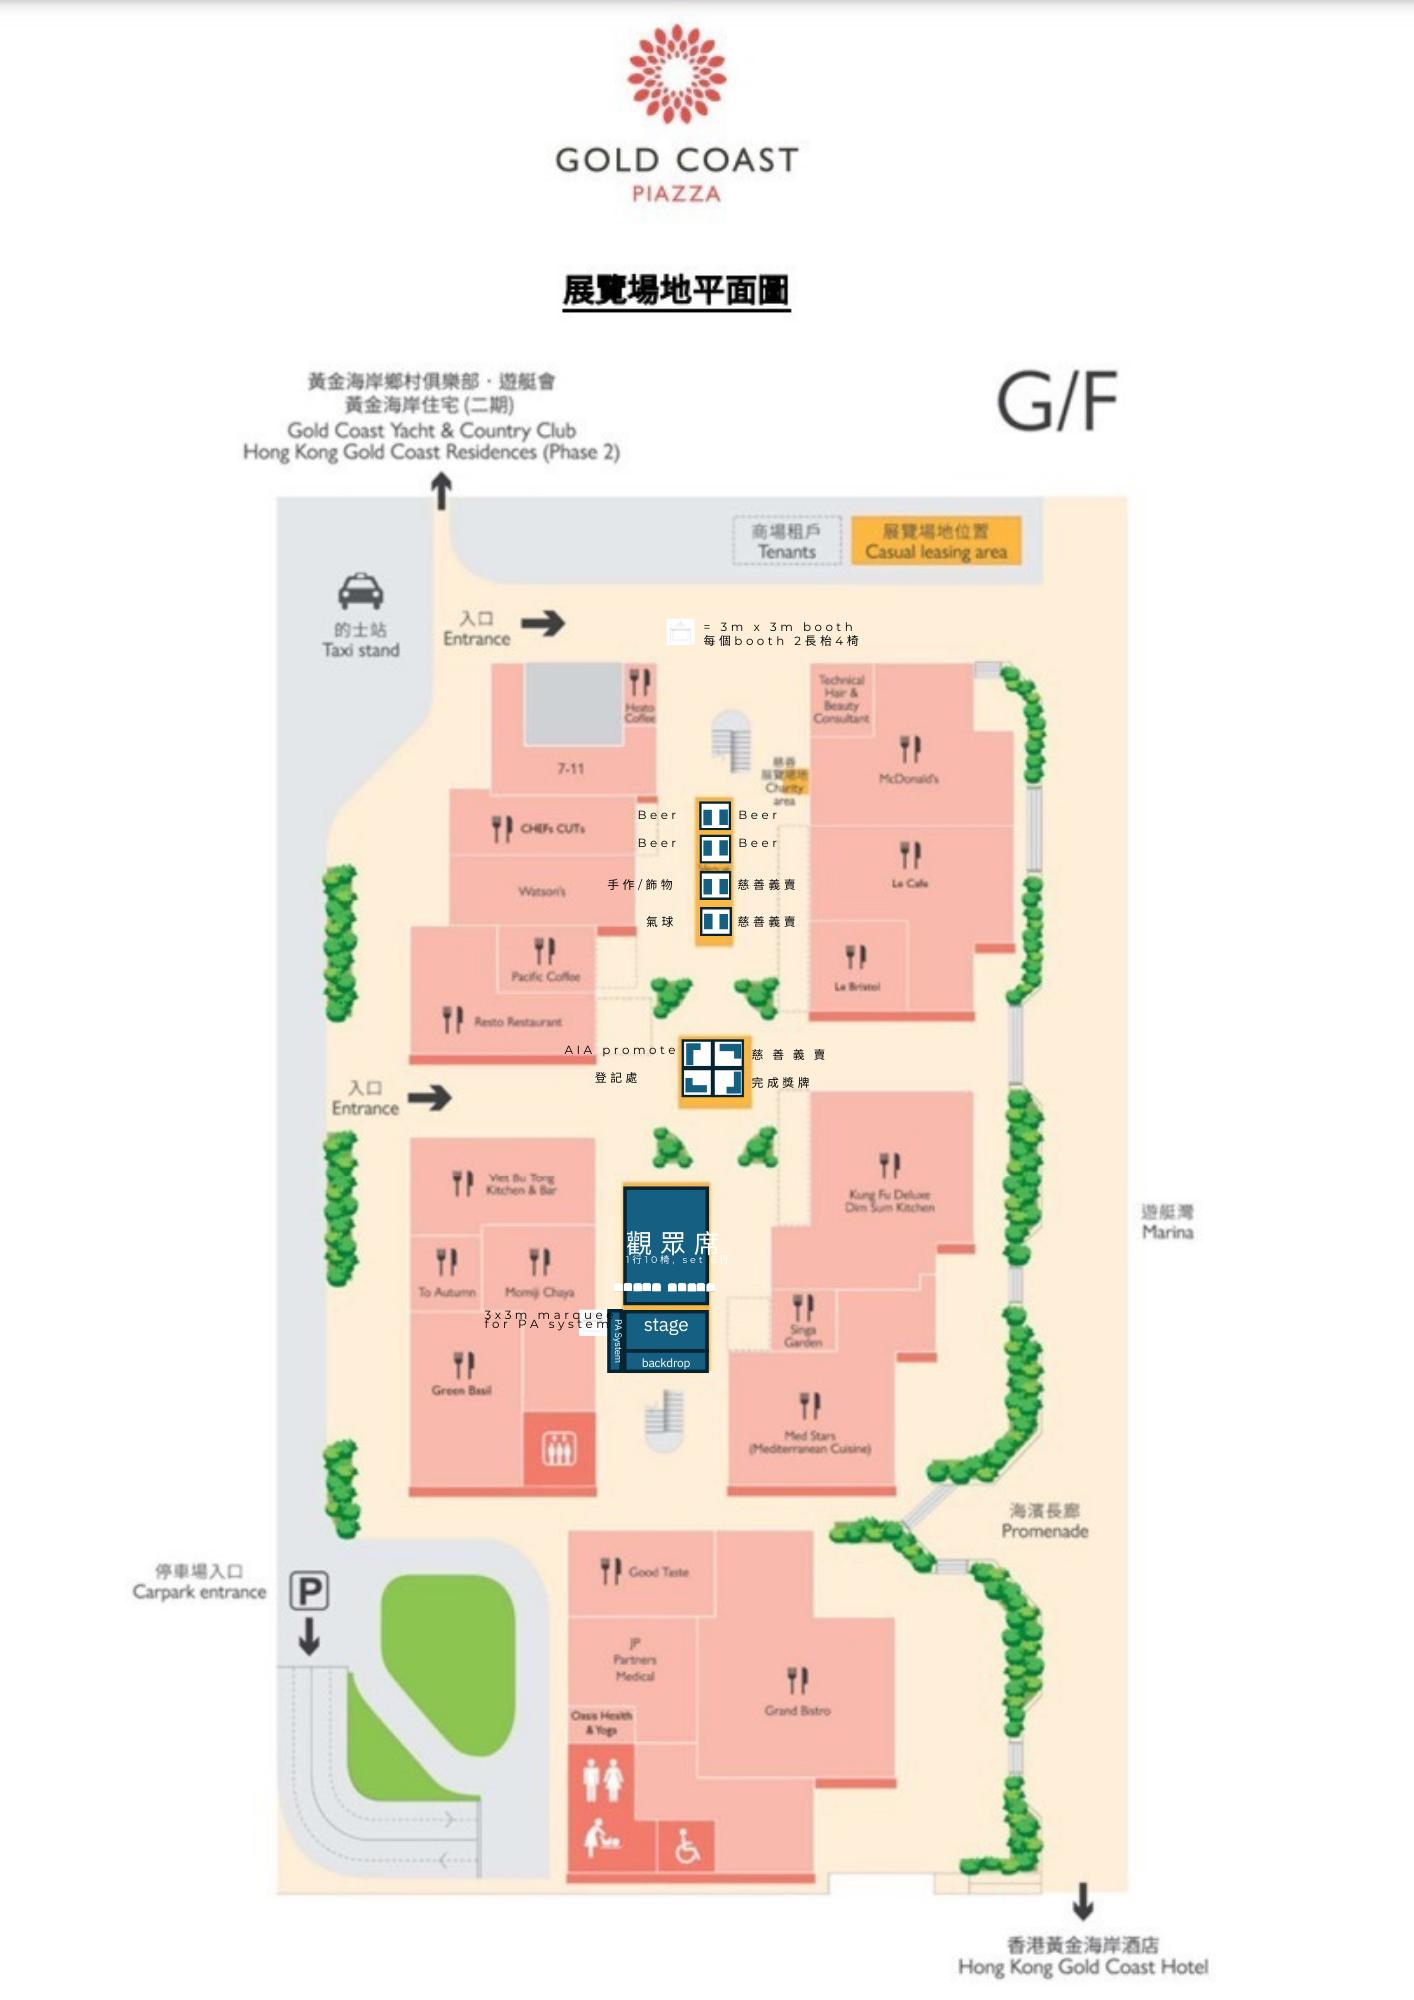 GOLD COAST
PIAZZA
展覽場地平面圖
黃金海岸鄉村俱樂部．遊艇會
黃金海岸住宅 (二期)
Gold Coast Yacht & Country Club
Hong Kong Gold Coast Residences (Phase 2)
G/F
商場租戶
Tenants
展覽場地位置
Casual leasing area
的士站
Taxi stand
入口
Entrance
= 3m x 3m booth
每個booth 2長枱4椅
Heato
Coffee
7-11
Technical
Hair &
Beauty
Consultant
McDonald's
慈善
展覽場地
Charity
area
CHEFs CUTs
Beer
Beer
Beer
Beer
Watson's
手作/飾物
慈善義賣
氣球
慈善義賣
Le Cafe
Pacific Coffee
Le Bristol
Resto Restaurant
AIA promote
慈善義賣
登記處
完成獎牌
入口
Entrance
Viet Bu Tong
Kitchen & Bar
Kung Fu Deluxe
Dim Sum Kitchen
遊艇灣
Marina
觀眾席
1行10椅, set
To Autumn
Momiji Chaya
3x3m marquee
for PA system
PA System
stage
backdrop
Singa
Garden
Green Basil
Med Stars
(Mediterranean Cuisine)
海濱長廊
Promenade
停車場入口
Carpark entrance
P
Good Taste
JP
Partners
Medical
Oasis Health
& Yoga
Grand Bistro
香港黃金海岸酒店
Hong Kong Gold Coast Hotel